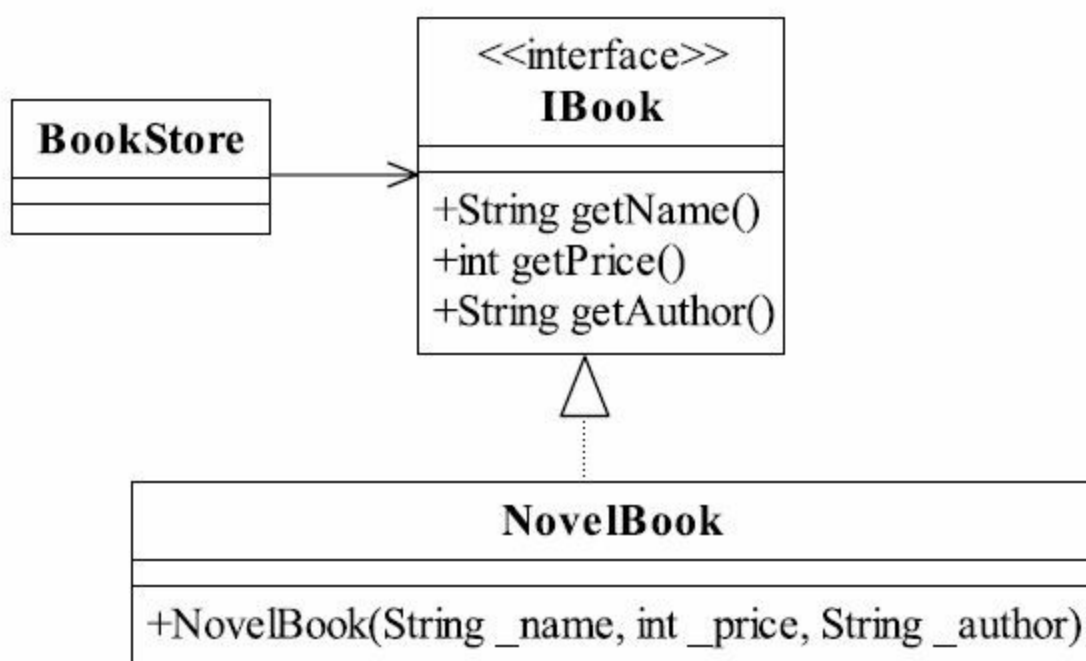 <<interface>>
IBook
BookStore
+String getName()
+int getPrice()
+String getAuthor()
NovelBook
+NovelBook(String _name, int _price, String _author)